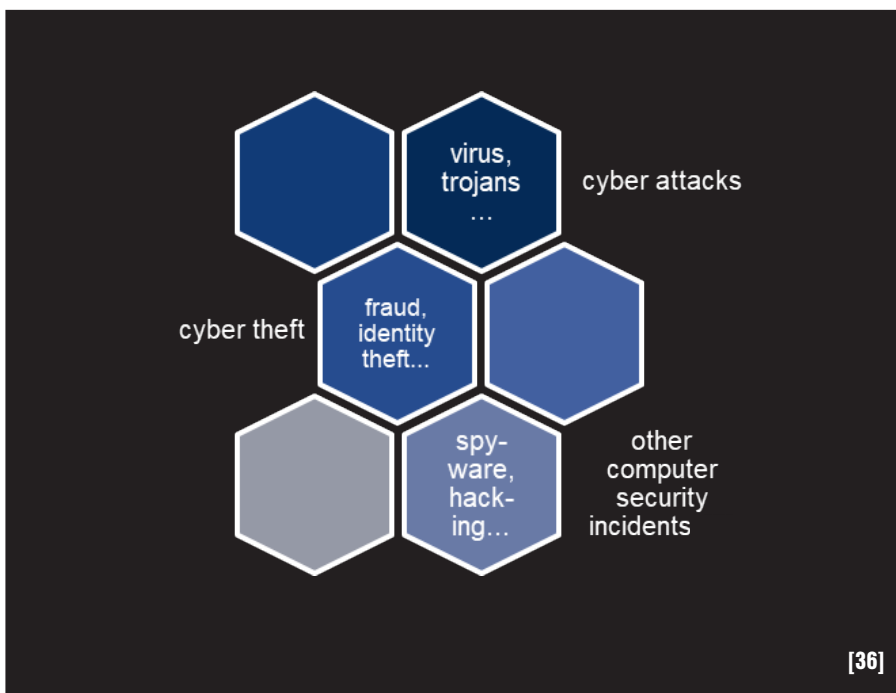 virus,
trojans
...
cyber attacks
cyber theft
fraud,
identity
theft...
spy-
ware,
hack-
ing...
other
computer
security
incidents
[36]